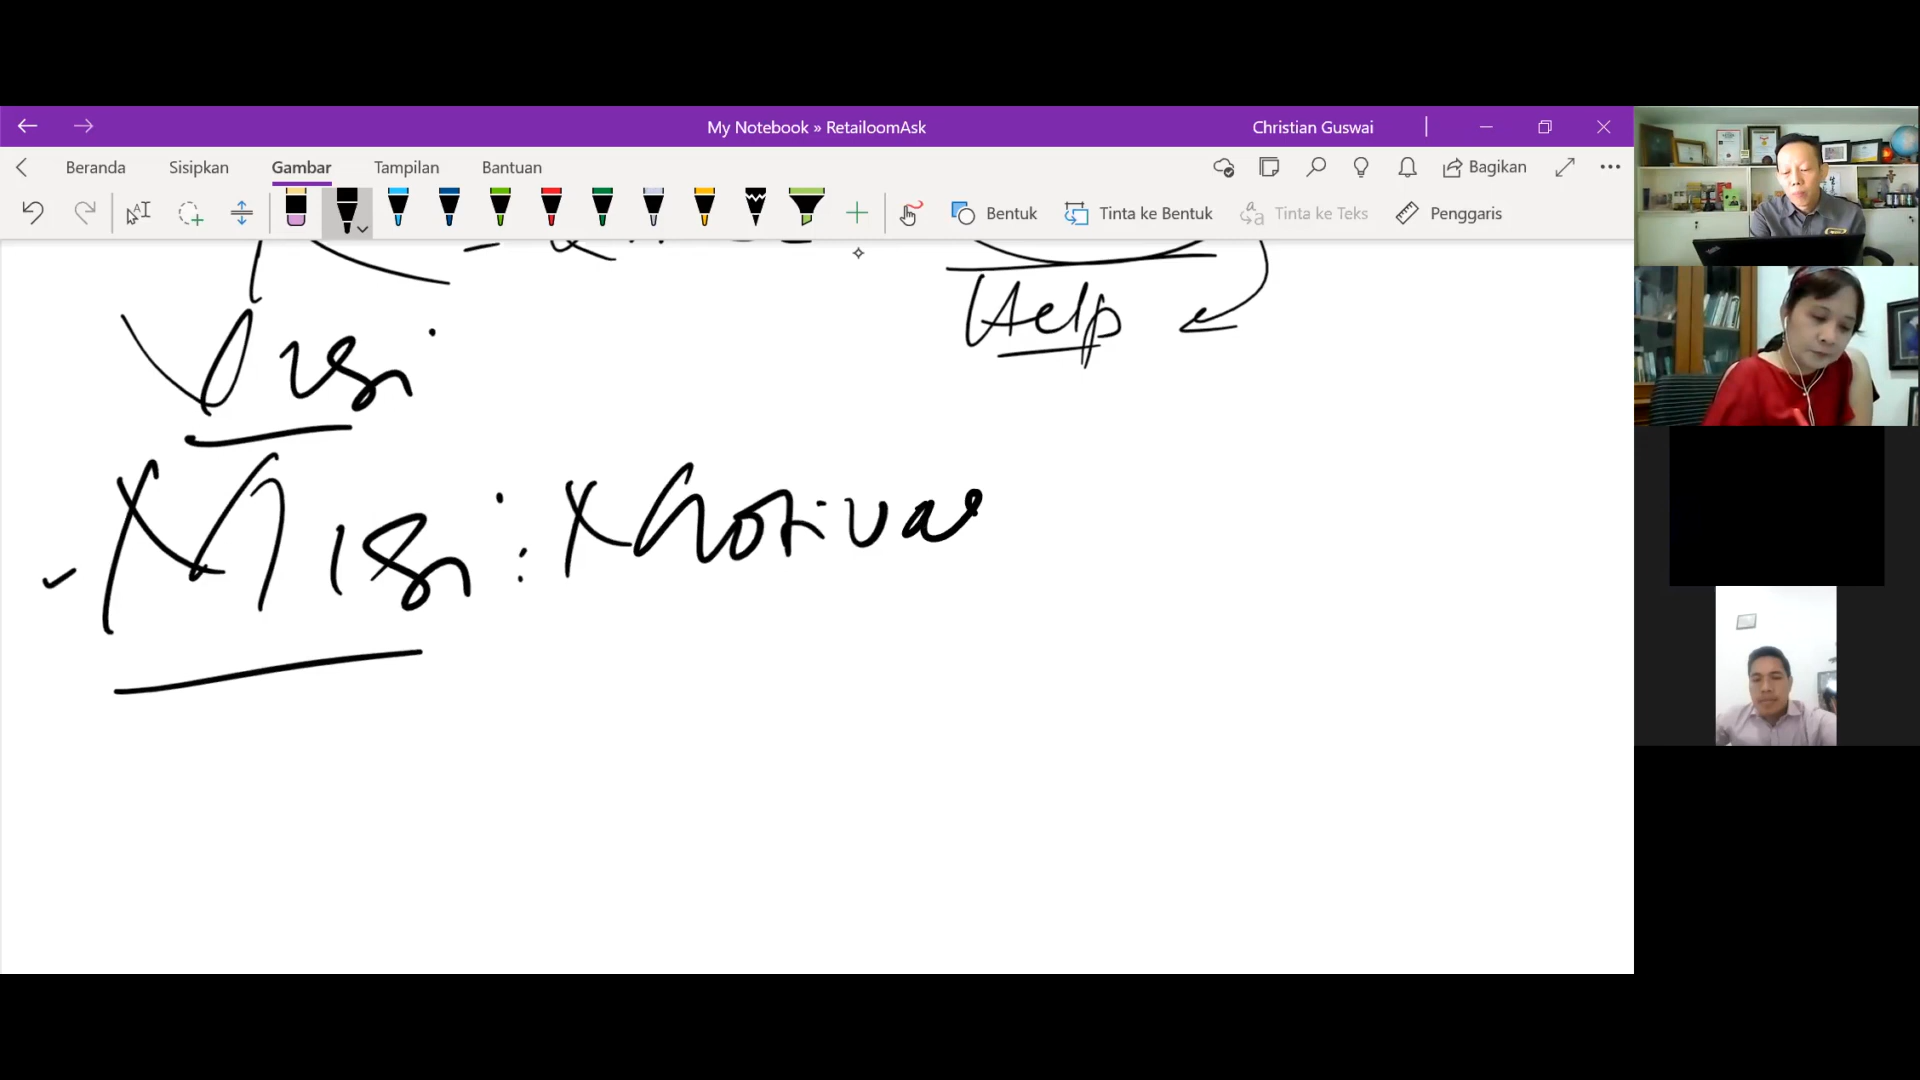 My Notebook » RetailoomAsk
Christian Guswai
Beranda Sisipkan Gambar Tampilan Bantuan Bagikan
Bentuk Tinta ke Bentuk Tinta ke Teks Penggaris
Help
Visi
Misi : Motivas